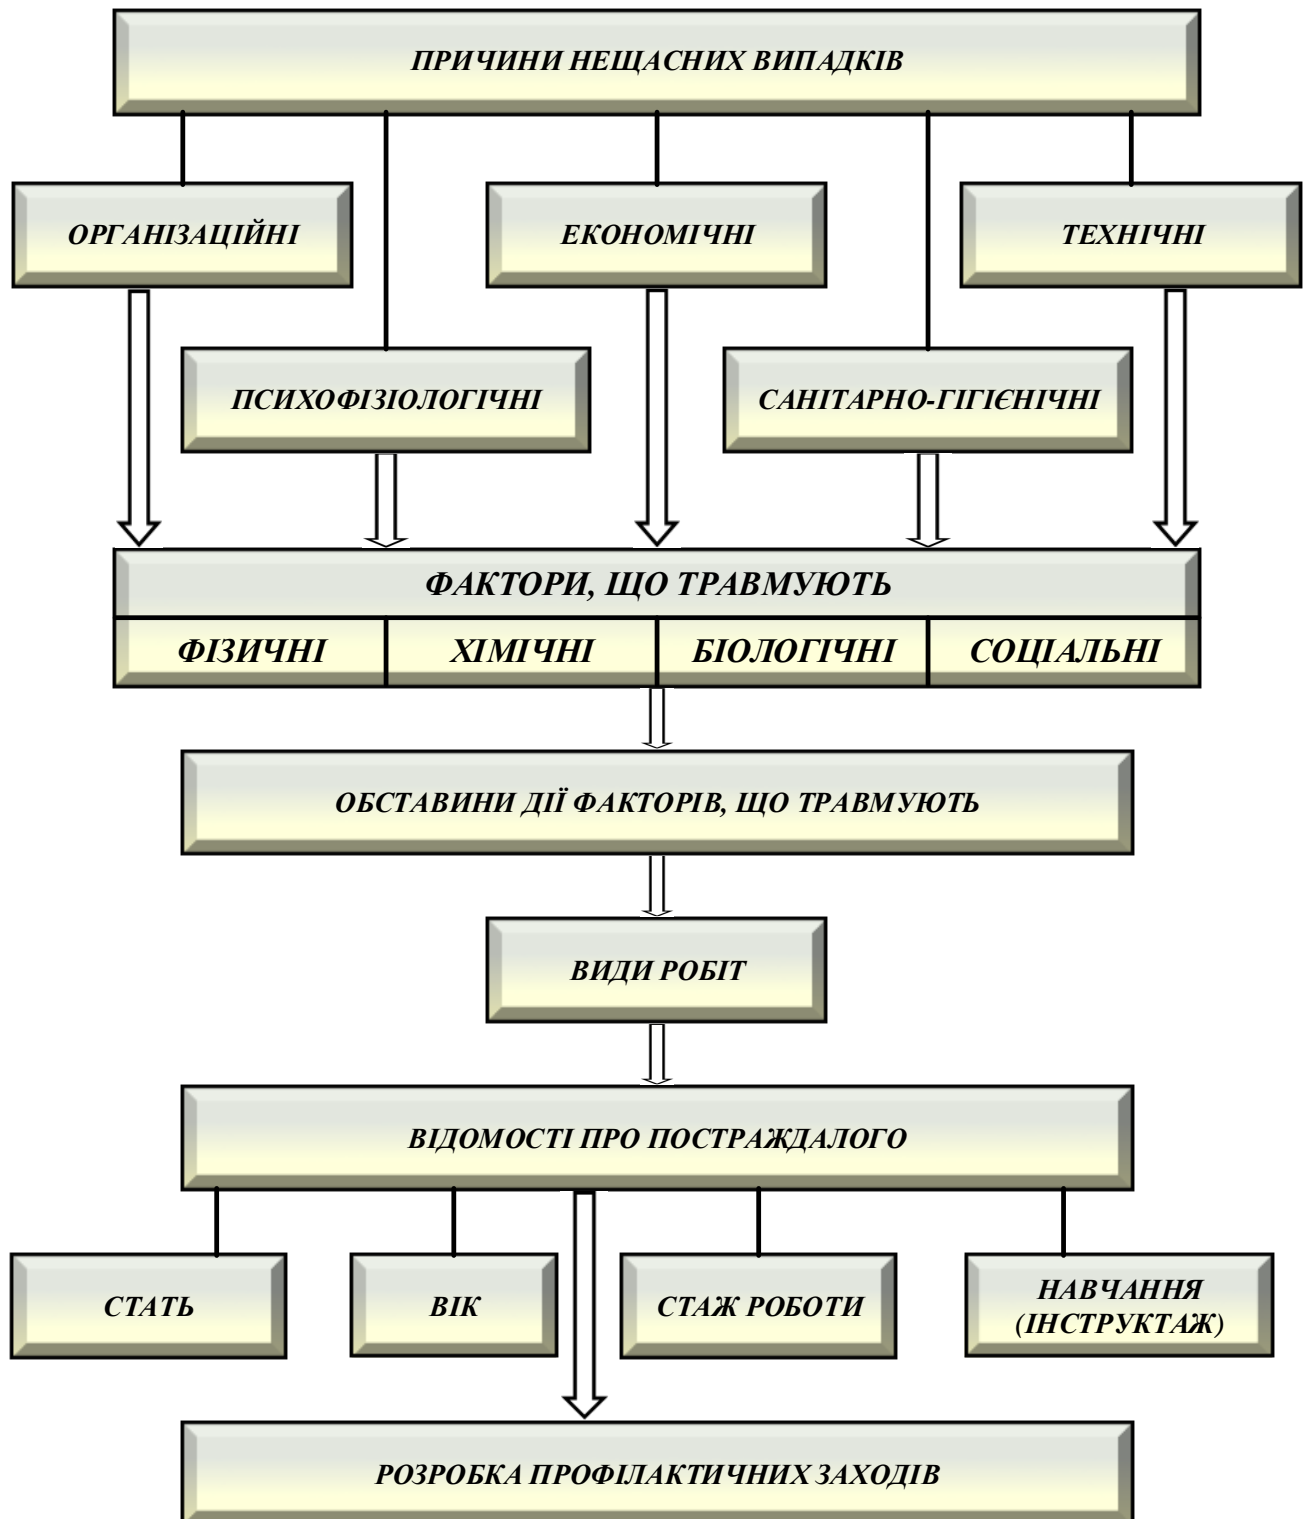 ПРИЧИНИ НЕЩАСНИХ ВИПАДКІВ
ОРГАНІЗАЦІЙНІ
ЕКОНОМІЧНІ
ТЕХНІЧНІ
ПСИХОФІЗІОЛОГІЧНІ
САНІТАРНО-ГІГІЄНІЧНІ
ФАКТОРИ, ЩО ТРАВМУЮТЬ
ФІЗИЧНІ
ХІМІЧНІ
БІОЛОГІЧНІ
СОЦІАЛЬНІ
ОБСТАВИНИ ДІЇ ФАКТОРІВ, ЩО ТРАВМУЮТЬ
ВИДИ РОБІТ
ВІДОМОСТІ ПРО ПОСТРАЖДАЛОГО
СТАТЬ
ВІК
СТАЖ РОБОТИ
НАВЧАННЯ
(ІНСТРУКТАЖ)
РОЗРОБКА ПРОФІЛАКТИЧНИХ ЗАХОДІВ